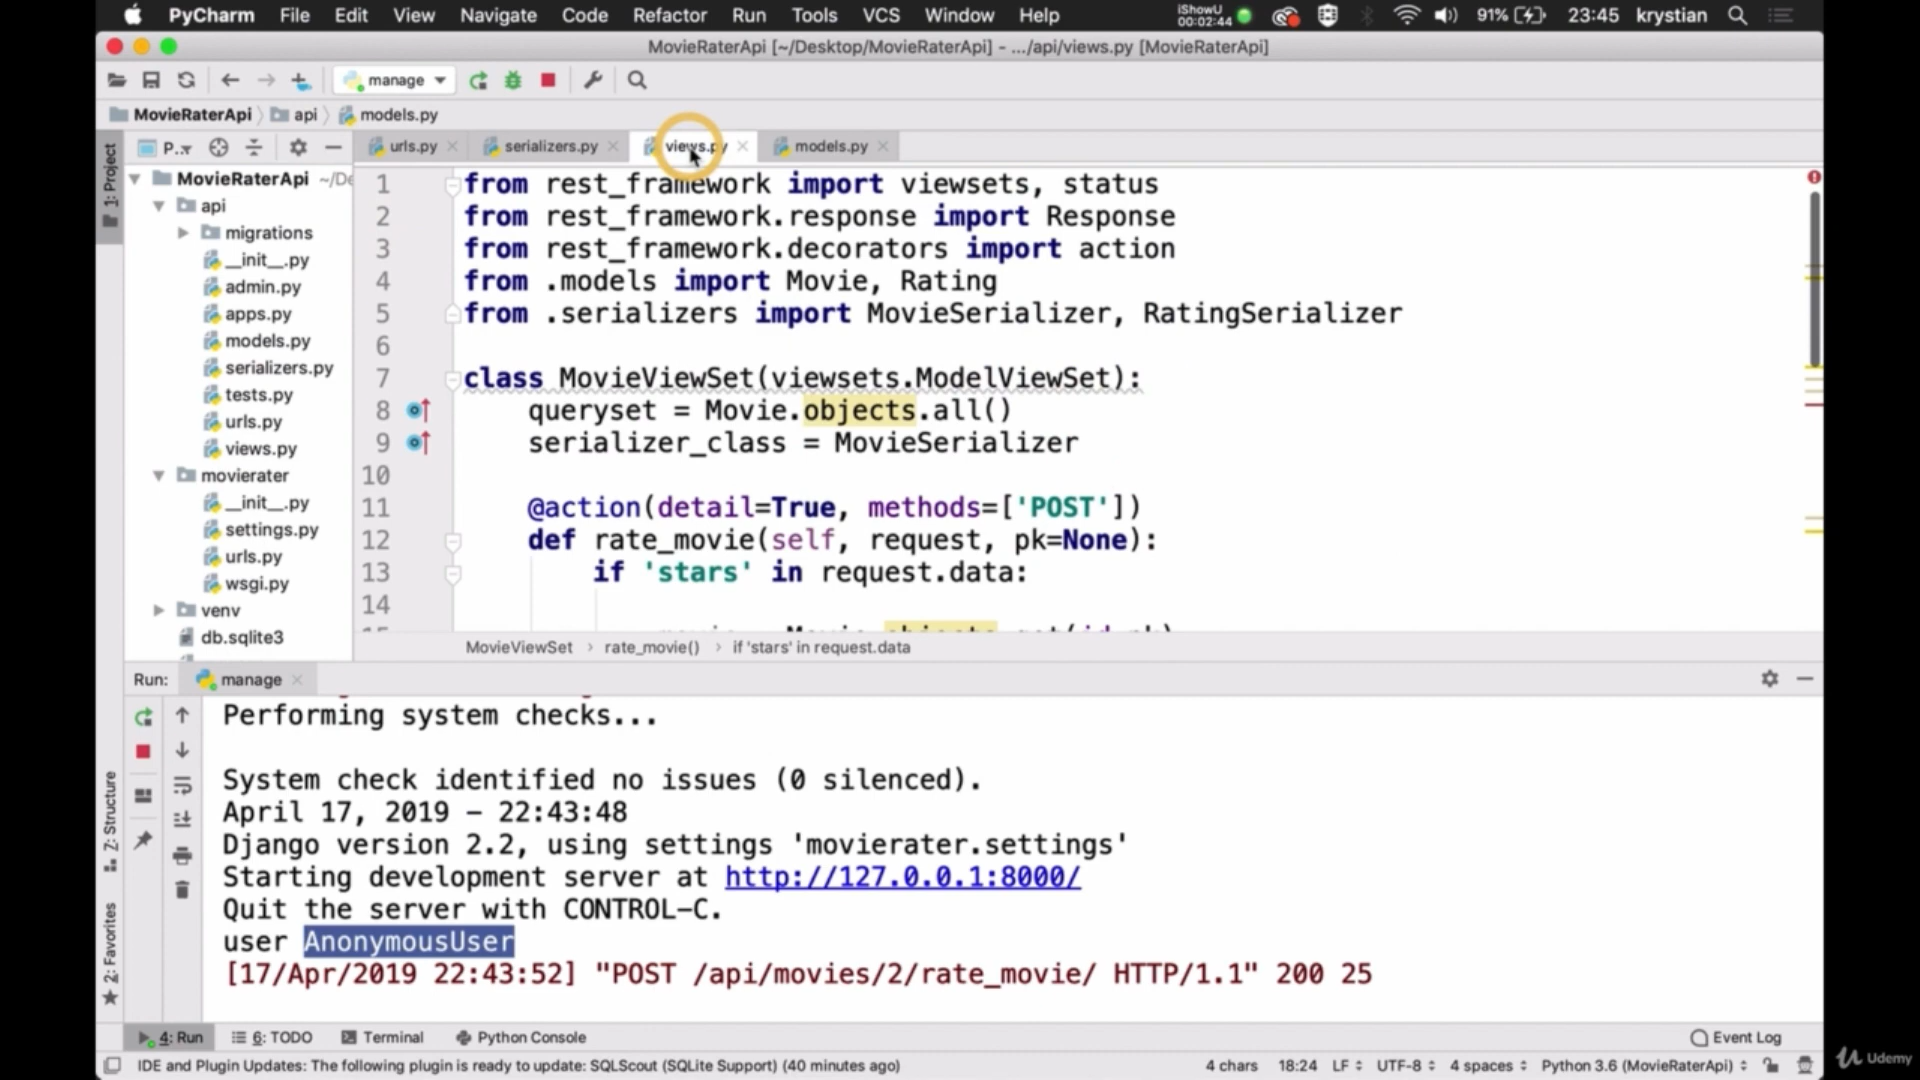 PyCharm File Edit View Navigate Code Refactor Run Tools VCS Window Help iShowU 00:02:44 91% 23:45 krystian
MovieRaterApi [~/Desktop/MovieRaterApi] - .../api/views.py [MovieRaterApi]
manage
MovieRaterApi api models.py
1: Project
P..
urls.py serializers.py views.py models.py
MovieRaterApi ~/De
api
migrations
__init__.py
admin.py
apps.py
models.py
serializers.py
tests.py
urls.py
views.py
movierater
__init__.py
settings.py
urls.py
wsgi.py
venv
db.sqlite3
1 from rest_framework import viewsets, status
2 from rest_framework.response import Response
3 from rest_framework.decorators import action
4 from .models import Movie, Rating
5 from .serializers import MovieSerializer, RatingSerializer
6
7 class MovieViewSet(viewsets.ModelViewSet):
8 queryset = Movie.objects.all()
9 serializer_class = MovieSerializer
10
11 @action(detail=True, methods=['POST'])
12 def rate_movie(self, request, pk=None):
13 if 'stars' in request.data:
14
MovieViewSet › rate_movie() › if 'stars' in request.data
Run: manage
Performing system checks...
System check identified no issues (0 silenced).
April 17, 2019 - 22:43:48
Django version 2.2, using settings 'movierater.settings'
Starting development server at http://127.0.0.1:8000/
Quit the server with CONTROL-C.
user AnonymousUser
[17/Apr/2019 22:43:52] "POST /api/movies/2/rate_movie/ HTTP/1.1" 200 25
Z: Structure
2: Favorites
4: Run 6: TODO Terminal Python Console Event Log
IDE and Plugin Updates: The following plugin is ready to update: SQLScout (SQLite Support) (40 minutes ago) 4 chars 18:24 LF UTF-8 4 spaces Python 3.6 (MovieRaterApi)
Udemy